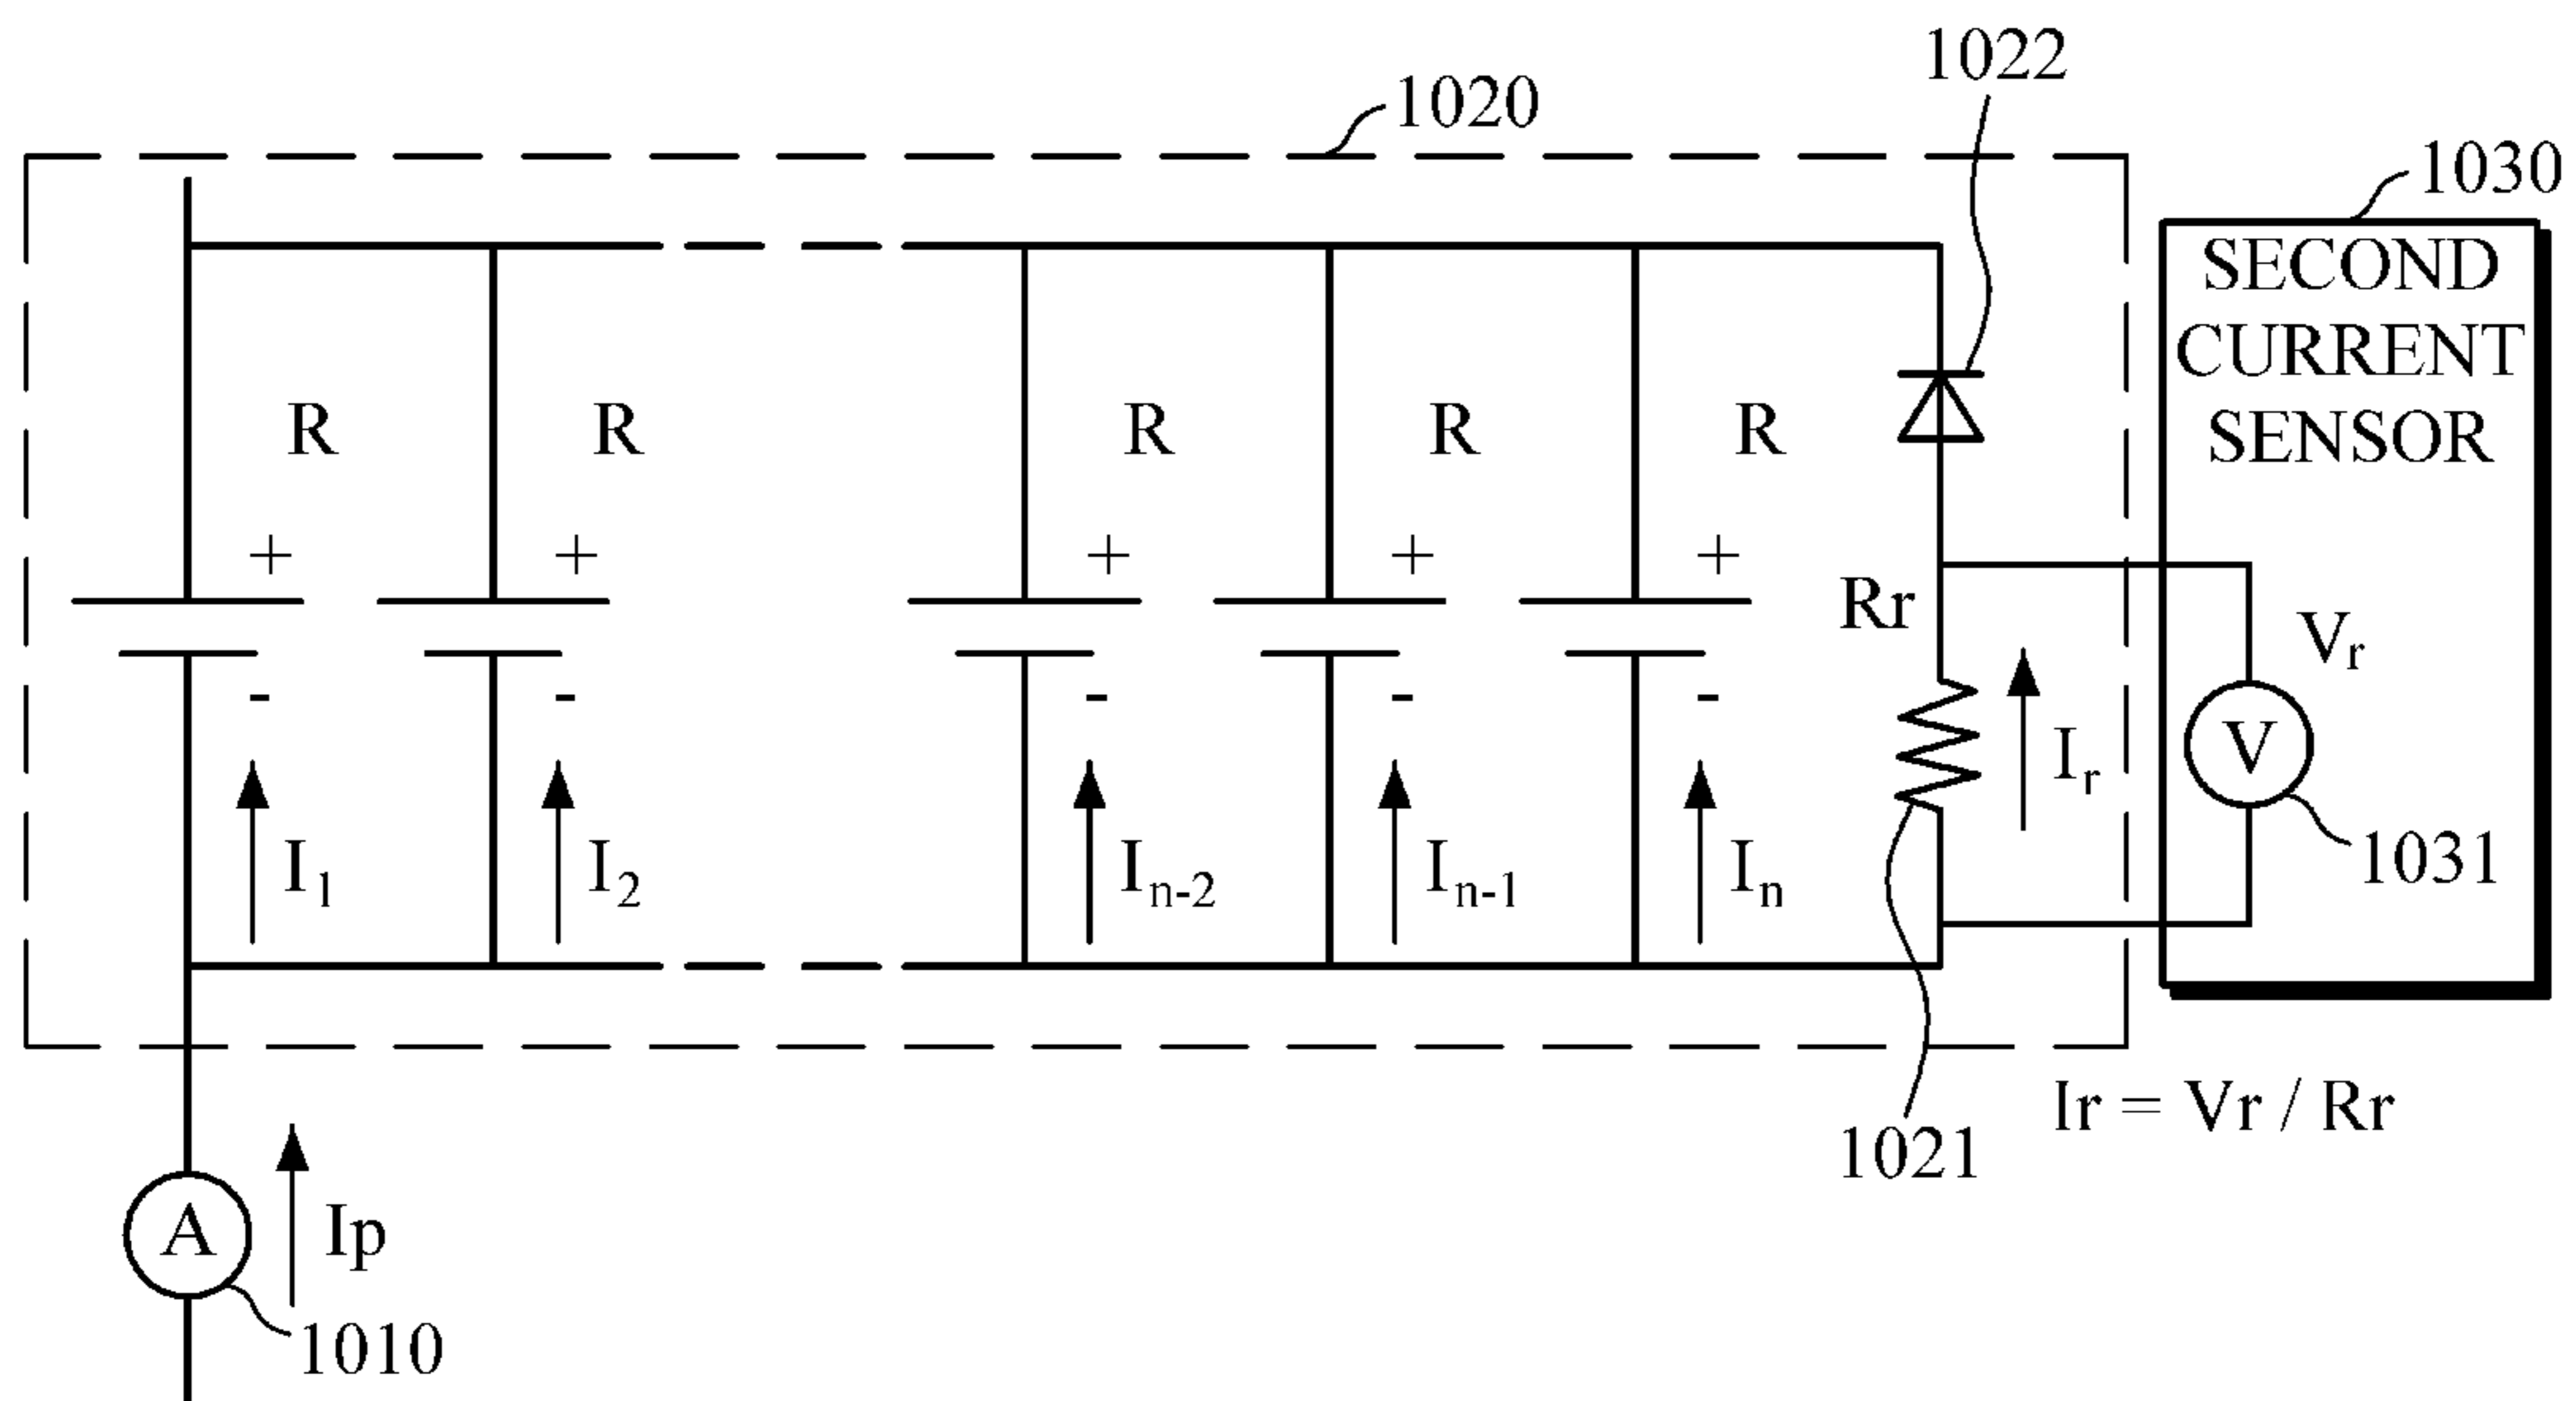 1022
1020
1030
SECOND
CURRENT
SENSOR
R R R R R
+ + + + +
Rr
Vr
- - - - -
V
Ir
I1 I2 In-2 In-1 In
1031
Ir = Vr / Rr
1021
A
Ip
1010